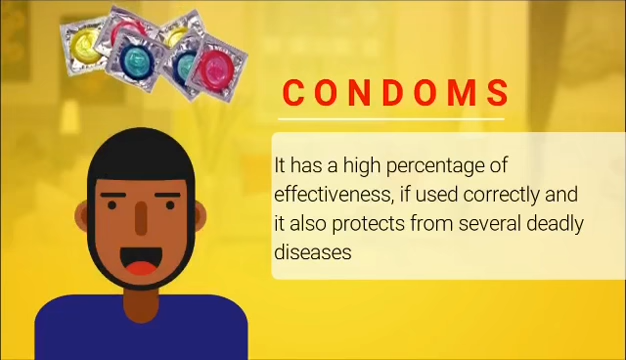 CONDOMS
It has a high percentage of
effectiveness, if used correctly and
it also protects from several deadly
diseases